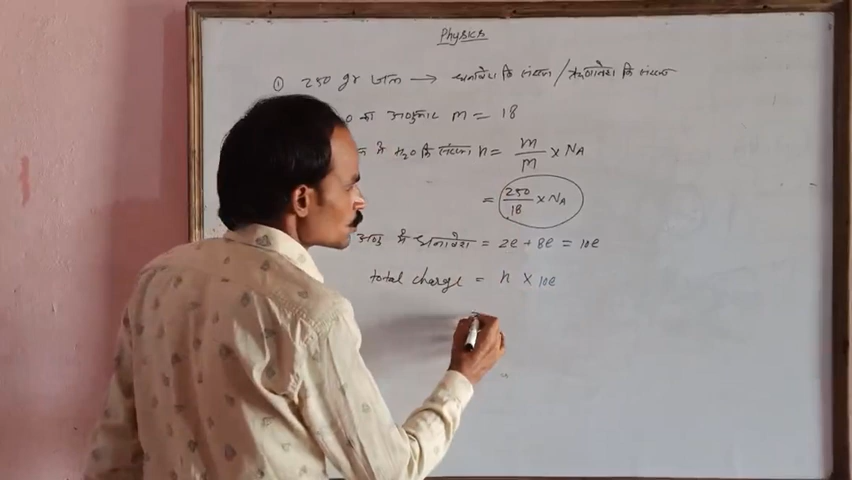 Physics
① 250 gr जल → धनावेश कि संख्या / ऋणावेश कि संख्या
का अणुभार m = 18
में H₂O कि संख्या n = m/m × NA
= 250/18 × NA
अणु में धनावेश = 2e + 8e = 10e
total charge = n × 10e